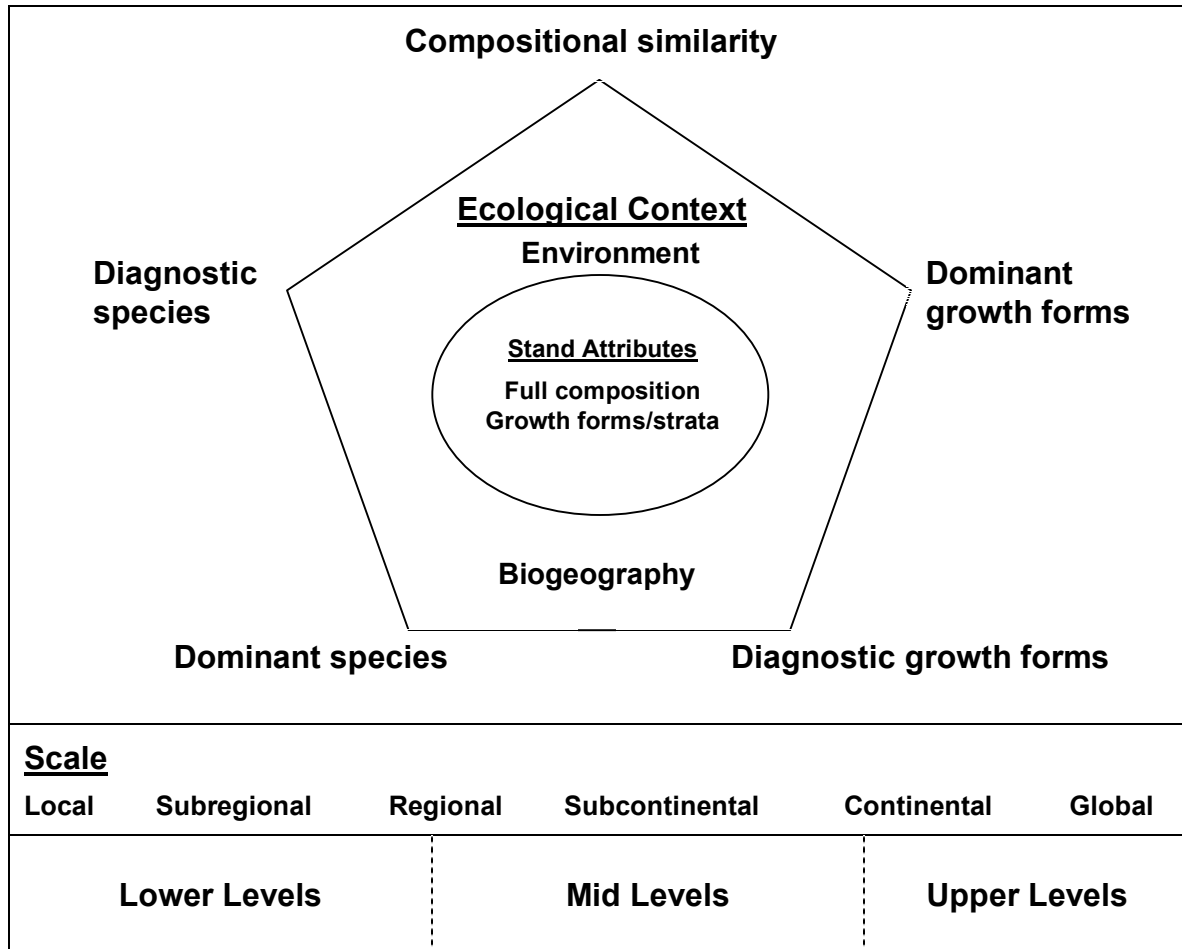 Compositional similarity
Ecological Context
Environment
Diagnostic
species
Dominant
growth forms
Stand Attributes
Full composition
Growth forms/strata
Biogeography
Dominant species
Diagnostic growth forms
Scale
Local Subregional Regional Subcontinental Continental Global
Lower Levels Mid Levels Upper Levels